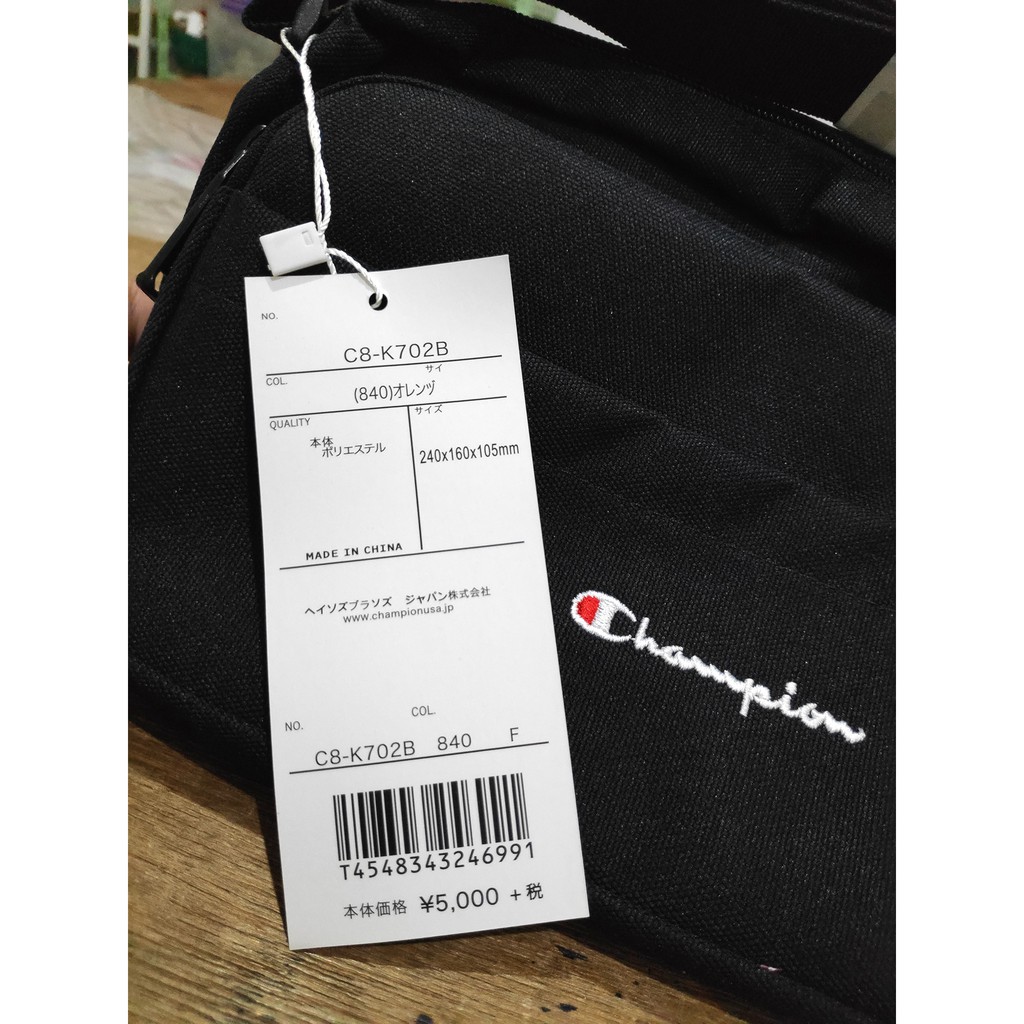 NO.
C8-K702B
サイ
COL.
(840)オレンヅ
QUALITY
サイズ
本体
ポリエステル
240x160x105mm
MADE IN CHINA
ヘイソズブラソズ ジャパン株式会社
www.championusa.jp
NO.
COL.
C8-K702B 840 F
T4548343246991
本体価格 ¥5,000 +税
Champion